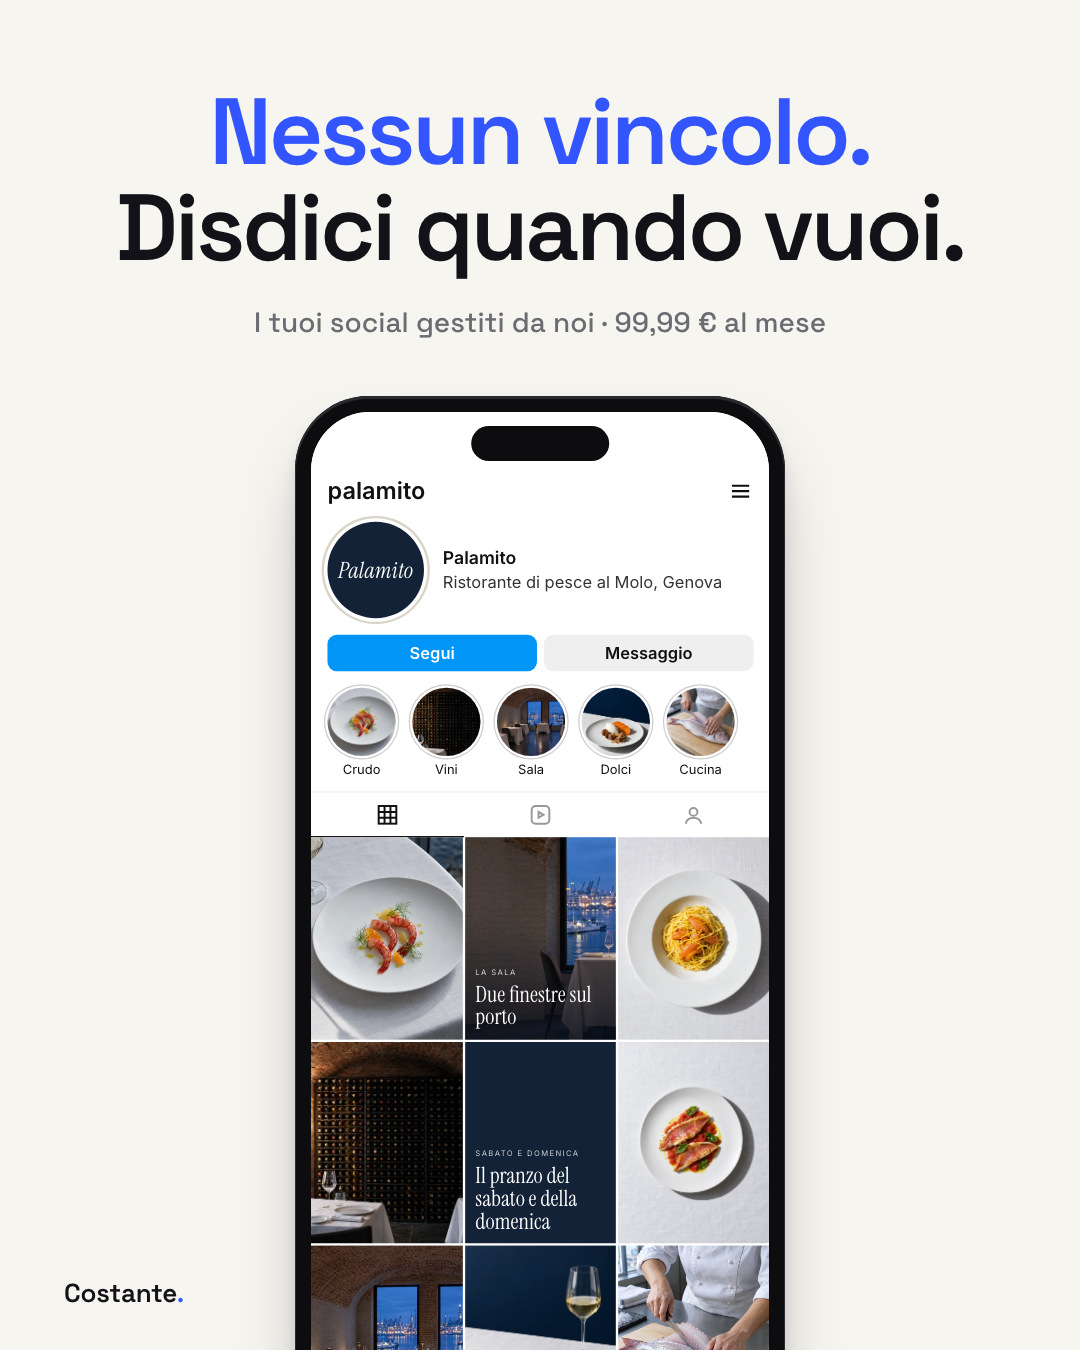 Nessun vincolo.
Disdici quando vuoi.
I tuoi social gestiti da noi · 99,99 € al mese
palamito
Palamito
Palamito
Ristorante di pesce al Molo, Genova
Segui
Messaggio
Crudo
Vini
Sala
Dolci
Cucina
LA SALA
Due finestre sul
porto
SABATO E DOMENICA
Il pranzo del
sabato e della
domenica
Costante.